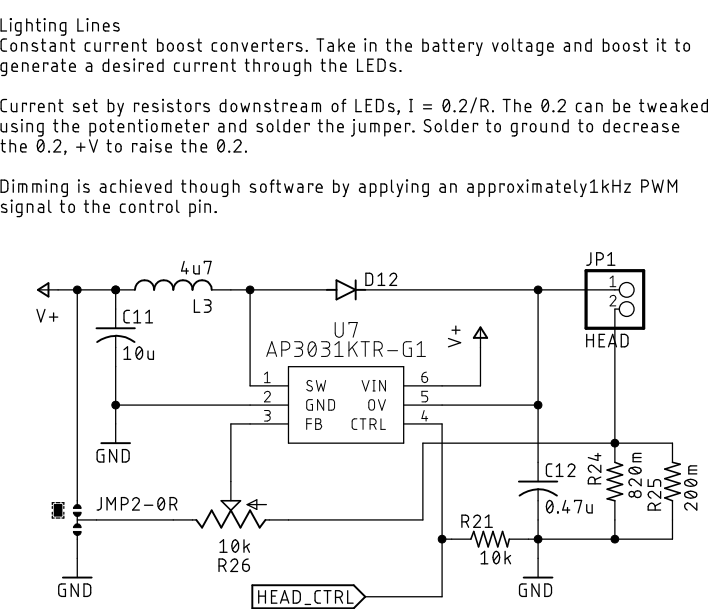 Lighting Lines
Constant current boost converters. Take in the battery voltage and boost it to
generate a desired current through the LEDs.
Current set by resistors downstream of LEDs, I = 0.2/R. The 0.2 can be tweaked
using the potentiometer and solder the jumper. Solder to ground to decrease
the 0.2, +V to raise the 0.2.
Dimming is achieved though software by applying an approximately1kHz PWM
signal to the control pin.
JP1
4u7
D12
1
2
V+
L3
C11
10u
U7
AP3031KTR-G1
V+
HEAD
1 SW VIN 6
2 GND OV 5
3 FB CTRL 4
GND
R24
820m
R25
200m
C12
0.47u
JMP2-0R
R21
10k
10k
R26
GND
HEAD_CTRL
GND